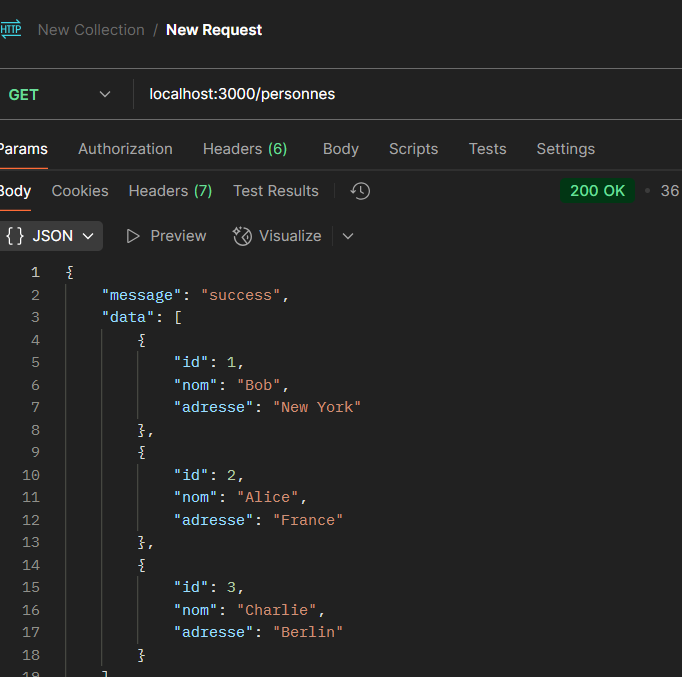 HTTP New Collection / New Request
GET localhost:3000/personnes
Params Authorization Headers (6) Body Scripts Tests Settings
Body Cookies Headers (7) Test Results 200 OK • 36
{} JSON Preview Visualize
1 {
2 "message": "success",
3 "data": [
4 {
5 "id": 1,
6 "nom": "Bob",
7 "adresse": "New York"
8 },
9 {
10 "id": 2,
11 "nom": "Alice",
12 "adresse": "France"
13 },
14 {
15 "id": 3,
16 "nom": "Charlie",
17 "adresse": "Berlin"
18 }
19 ]